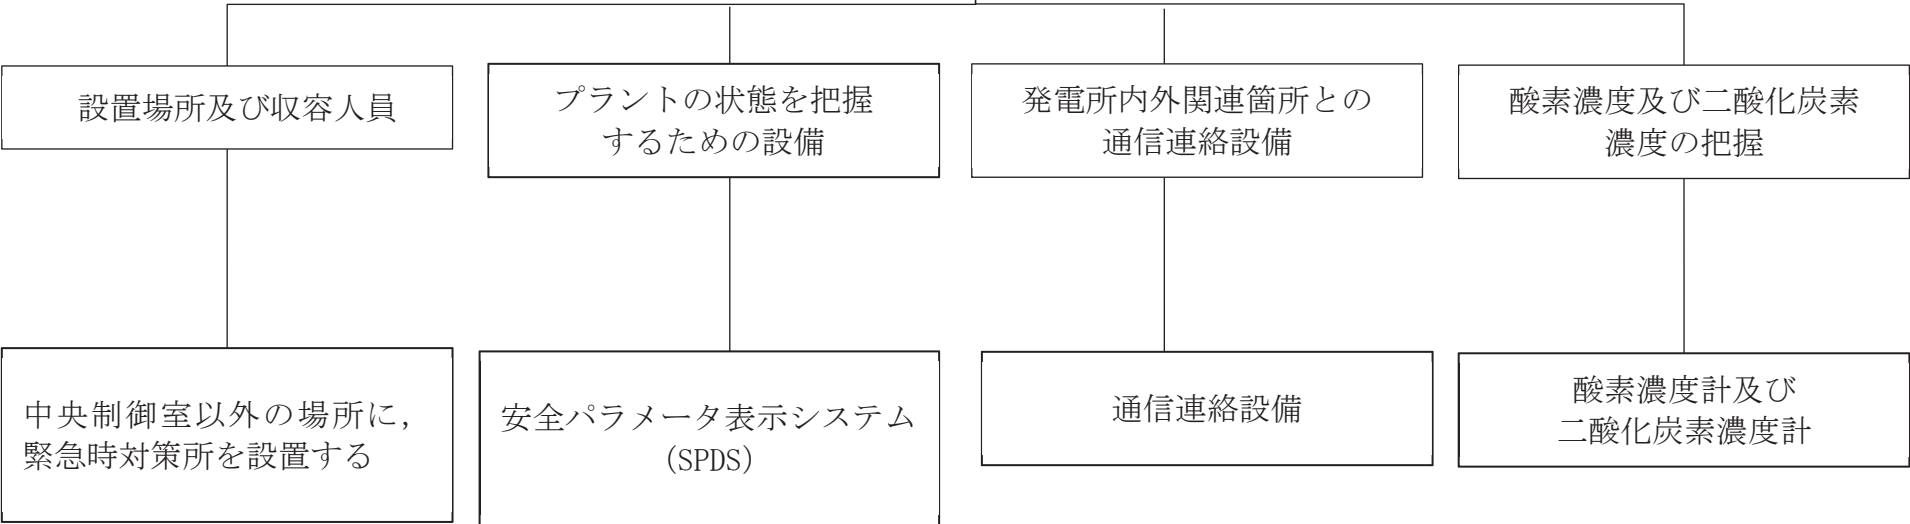 設置場所及び収容人員
プラントの状態を把握
するための設備
発電所内外関連箇所との
通信連絡設備
酸素濃度及び二酸化炭素
濃度の把握
中央制御室以外の場所に,
緊急時対策所を設置する
安全パラメータ表示システム
(SPDS)
通信連絡設備
酸素濃度計及び
二酸化炭素濃度計